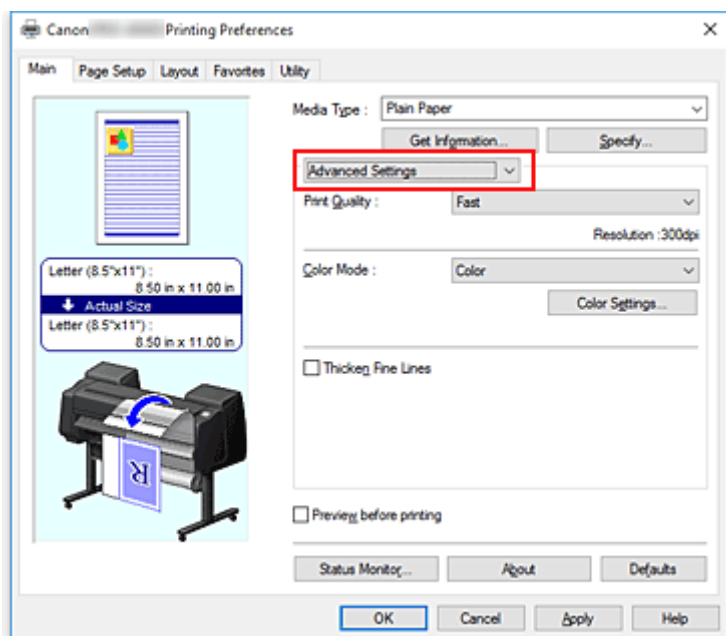 Canon Printing Preferences
Main Page Setup Layout Favorites Utility
Media Type : Plain Paper
Get Information... Specify...
Advanced Settings
Print Quality : Fast
Resolution :300dpi
Letter (8.5"x11") :
8.50 in x 11.00 in
Actual Size
Letter (8.5"x11") :
8.50 in x 11.00 in
Color Mode : Color
Color Settings...
Thicken Fine Lines
R
Preview before printing
Status Monitor... About Defaults
OK Cancel Apply Help